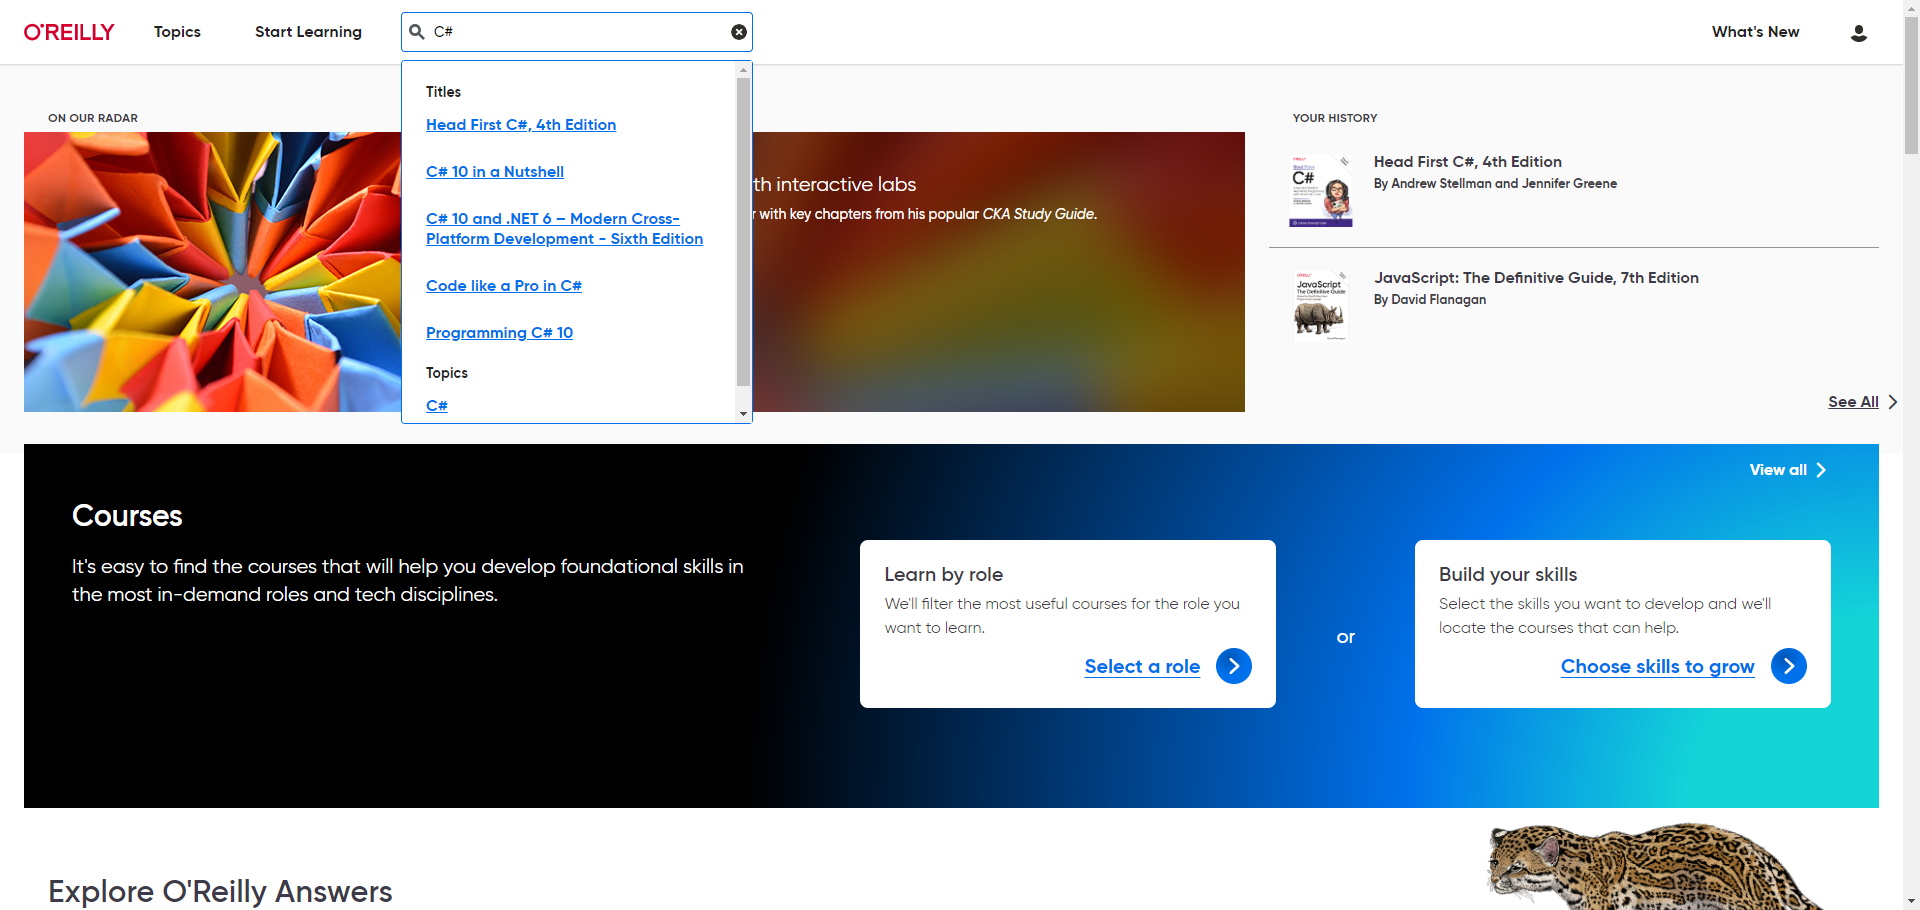 O'REILLY
Topics
Start Learning
C#
What's New
Titles
Head First C#, 4th Edition
C# 10 in a Nutshell
C# 10 and .NET 6 – Modern Cross-
Platform Development - Sixth Edition
Code like a Pro in C#
Programming C# 10
Topics
C#
ON OUR RADAR
th interactive labs
r with key chapters from his popular CKA Study Guide.
YOUR HISTORY
O'REILLY
Head First
C#
Head First C#, 4th Edition
By Andrew Stellman and Jennifer Greene
O'REILLY
JavaScript
The Definitive Guide
JavaScript: The Definitive Guide, 7th Edition
By David Flanagan
See All
View all
Courses
It's easy to find the courses that will help you develop foundational skills in
the most in-demand roles and tech disciplines.
Learn by role
We'll filter the most useful courses for the role you
want to learn.
Select a role
or
Build your skills
Select the skills you want to develop and we'll
locate the courses that can help.
Choose skills to grow
Explore O'Reilly Answers